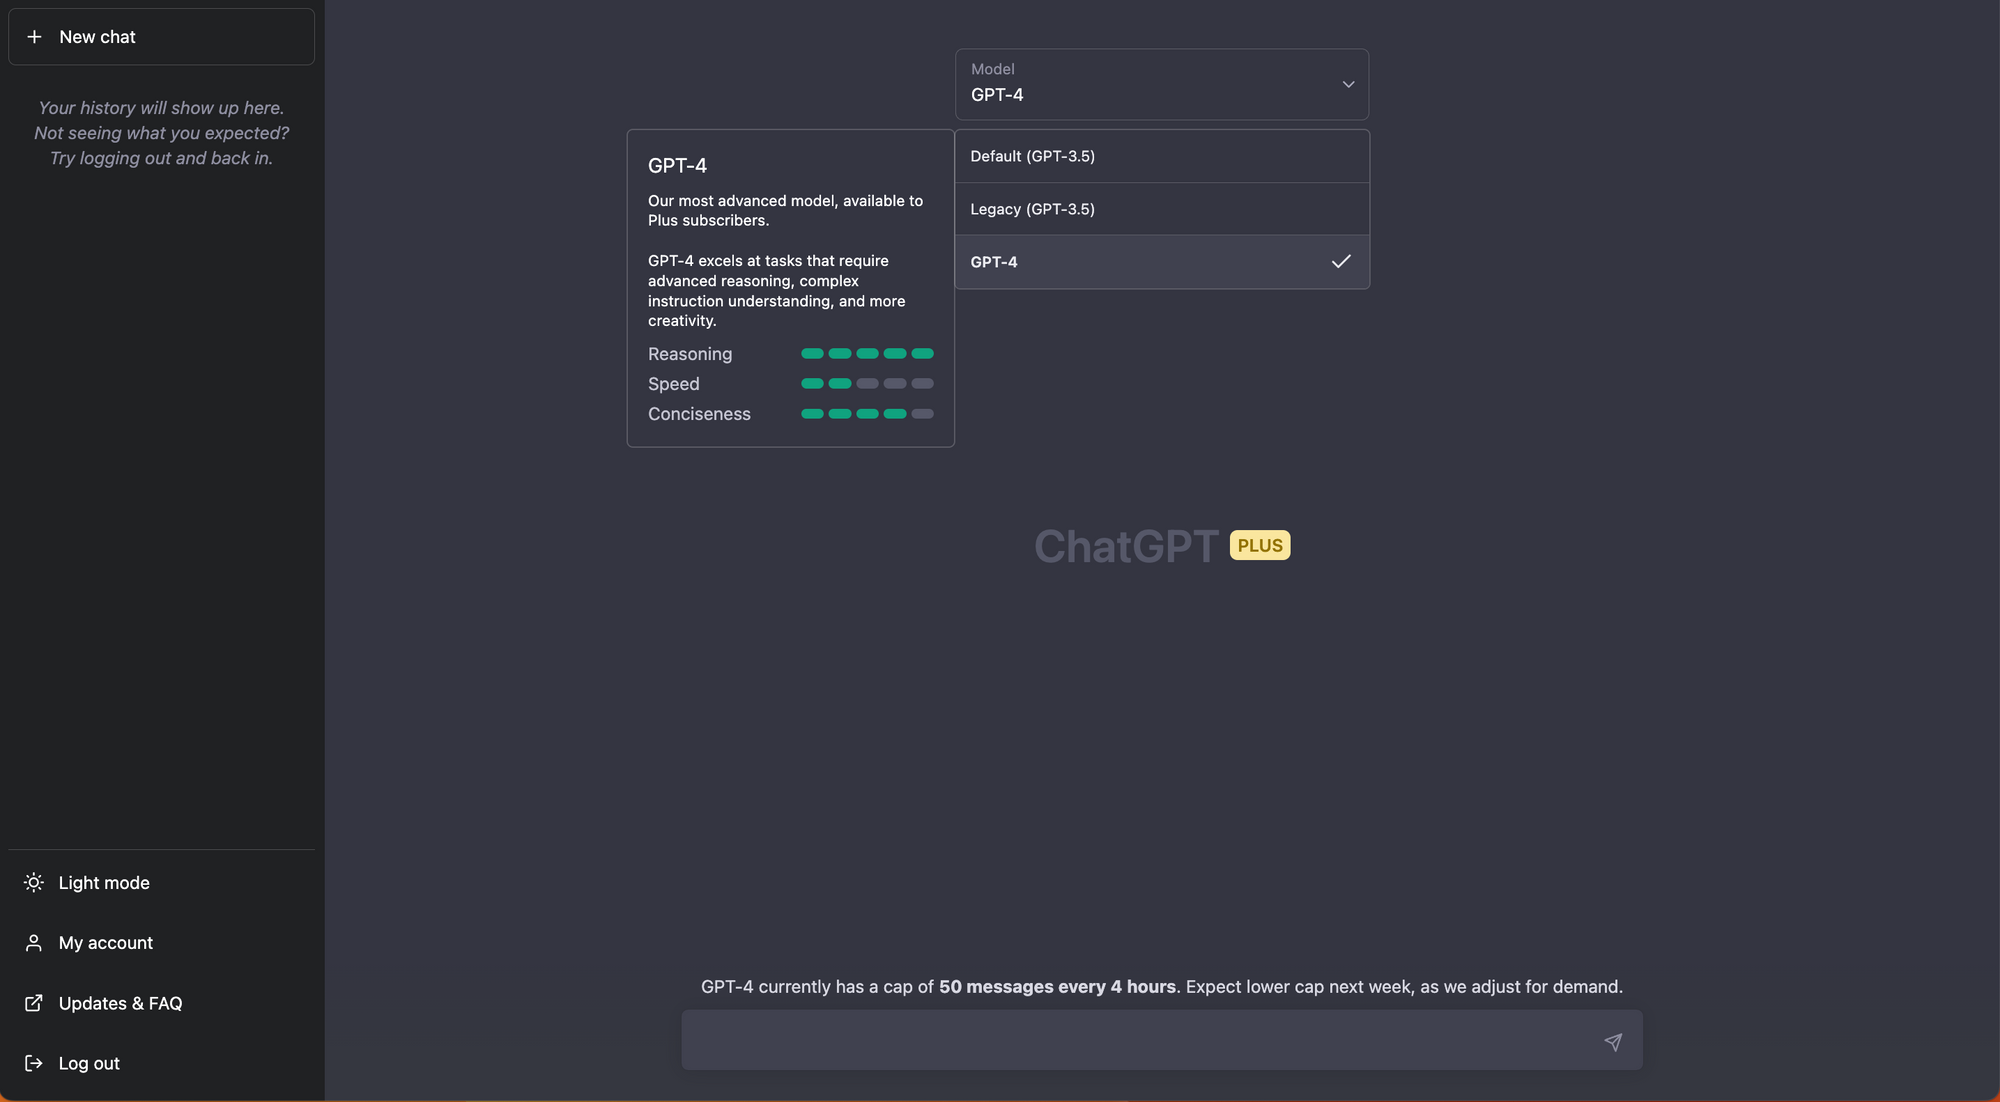 New chat
Your history will show up here.
Not seeing what you expected?
Try logging out and back in.
Light mode
My account
Updates & FAQ
Log out
Model
GPT-4
Default (GPT-3.5)
Legacy (GPT-3.5)
GPT-4
GPT-4
Our most advanced model, available to
Plus subscribers.
GPT-4 excels at tasks that require
advanced reasoning, complex
instruction understanding, and more
creativity.
Reasoning
Speed
Conciseness
ChatGPT PLUS
GPT-4 currently has a cap of 50 messages every 4 hours. Expect lower cap next week, as we adjust for demand.